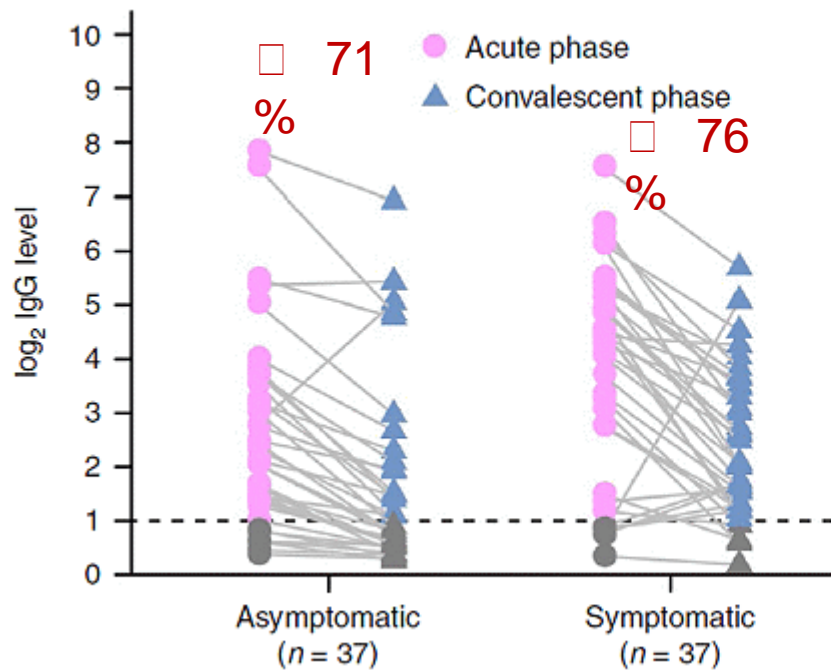 10
9
8
7
6
5
4
3
2
1
0
log₂ IgG level
□ 71
%
Acute phase
Convalescent phase
□ 76
%
Asymptomatic
(n = 37)
Symptomatic
(n = 37)